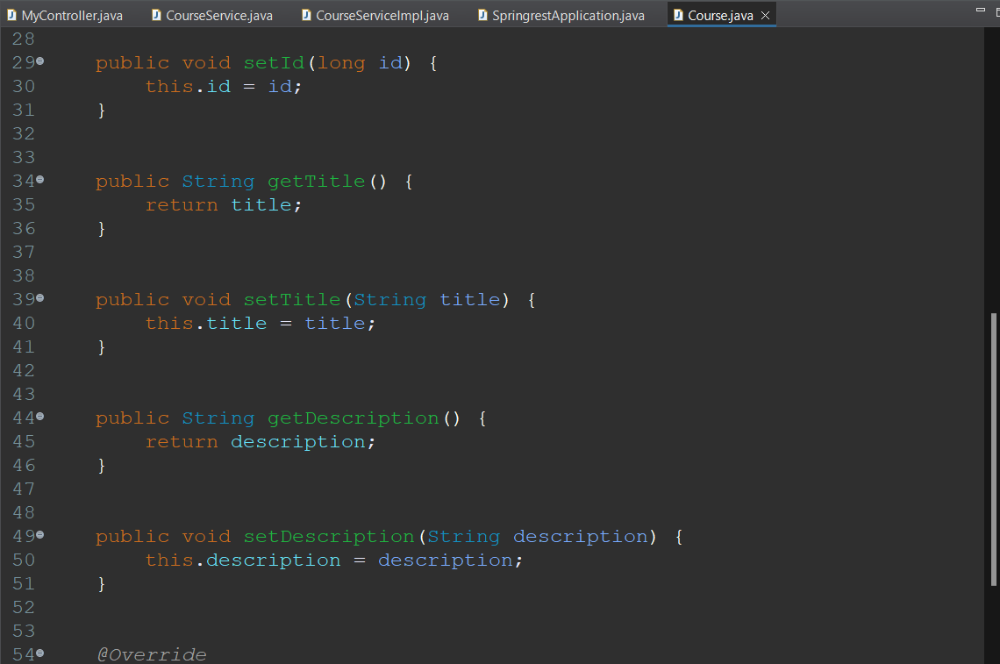 MyController.java CourseService.java CourseServiceImpl.java SpringrestApplication.java Course.java
28
29 public void setId(long id) {
30 this.id = id;
31 }
32
33
34 public String getTitle() {
35 return title;
36 }
37
38
39 public void setTitle(String title) {
40 this.title = title;
41 }
42
43
44 public String getDescription() {
45 return description;
46 }
47
48
49 public void setDescription(String description) {
50 this.description = description;
51 }
52
53
54 @Override